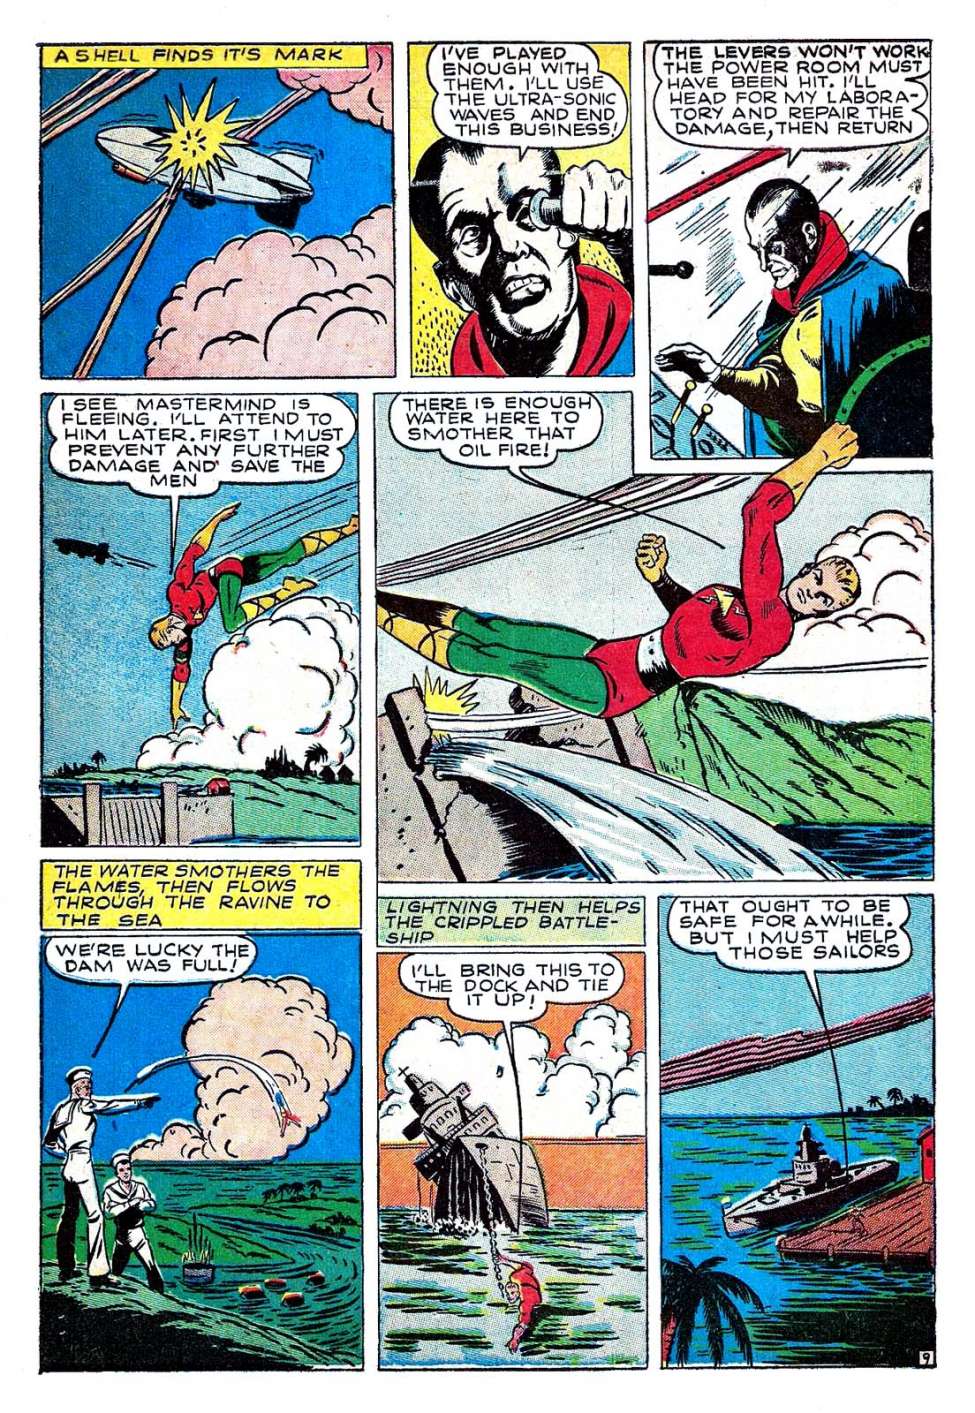 A SHELL FINDS IT'S MARK
I'VE PLAYED
ENOUGH WITH
THEM. I'LL USE
THE ULTRA-SONIC
WAVES AND END
THIS BUSINESS!
THE LEVERS WON'T WORK
THE POWER ROOM MUST
HAVE BEEN HIT. I'LL
HEAD FOR MY LABORA-
TORY AND REPAIR THE
DAMAGE, THEN RETURN
I SEE MASTERMIND IS
FLEEING. I'LL ATTEND TO
HIM LATER. FIRST I MUST
PREVENT ANY FURTHER
DAMAGE AND SAVE THE
MEN
THERE IS ENOUGH
WATER HERE TO
SMOTHER THAT
OIL FIRE!
THE WATER SMOTHERS THE
FLAMES, THEN FLOWS
THROUGH THE RAVINE TO
THE SEA
WE'RE LUCKY THE
DAM WAS FULL!
LIGHTNING THEN HELPS
THE CRIPPLED BATTLE-
SHIP
I'LL BRING THIS TO
THE DOCK AND TIE
IT UP!
THAT OUGHT TO BE
SAFE FOR AWHILE.
BUT I MUST HELP
THOSE SAILORS
9